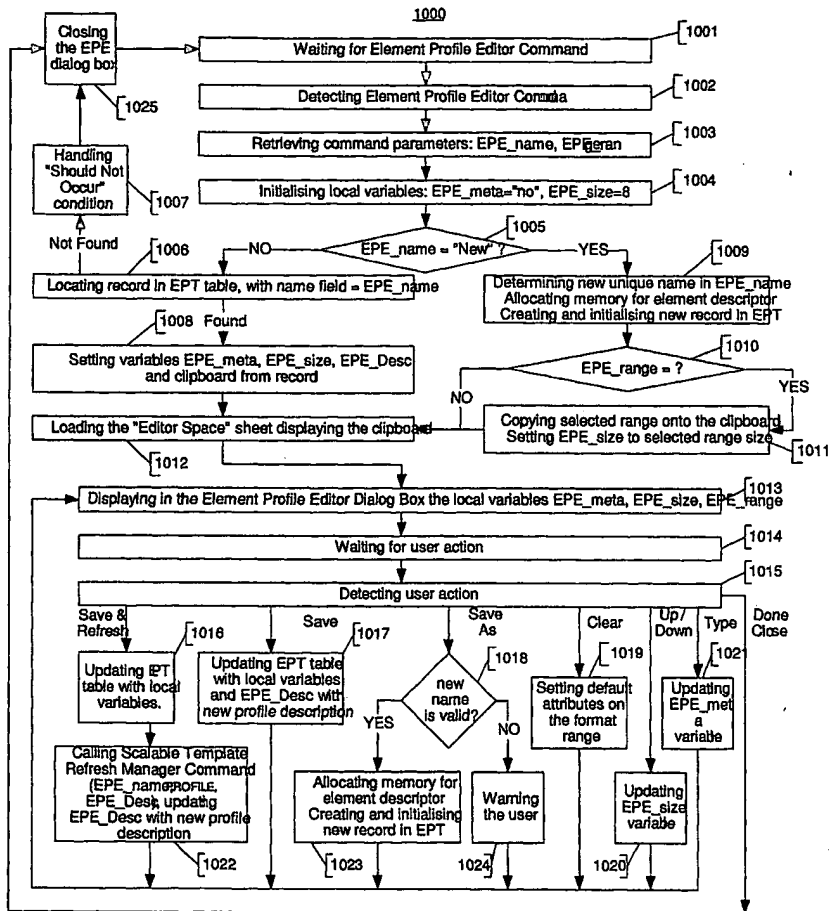 1000
Closing
the EPE
dialog box
1025
Waiting for Element Profile Editor Command
1001
Detecting Element Profile Editor
1002
Retrieving command parameters: EPE_name,
1003
Initialising local variables: EPE_meta="no", EPE_size=8
1004
Handling
"Should Not
Occur"
condition
1007
Not Found
1006
NO
EPE_name = "New" ?
1005
YES
1009
Locating record in EPT table, with name field = EPE_name
Determining new unique name in EPE_name
Allocating memory for element descriptor
Creating and initialising new record in EPT
1008
Found
Setting variables EPE_meta, EPE_size, EPE_Desc
and clipboard from record
EPE_range = ?
1010
NO
YES
Loading the "Editor Space" sheet displaying the clipboard
1012
Copying selected range onto the clipboard
Setting EPE_size to selected range size
1011
Displaying in the Element Profile Editor Dialog Box the local variables EPE_meta, EPE_size, EPE_range
1013
Waiting for user action
1014
Detecting user action
1015
Save &
Refresh
1016
Save
1017
Save
As
1018
Clear
1019
Up/
Down
Type
1021
Done
Close
Updating EPT
table with local
variables.
Updating EPT table
with local variables
and EPE_Desc with
new profile description
new
name
is valid?
YES
NO
Setting default
attributes on
the format
range
Updating
EPE_met
a variable
Calling Scalable Template
Refresh Manager Command
(EPE_name, PROFILE,
EPE_Desc, updating
EPE_Desc with new profile
description
1022
Allocating memory for
element descriptor
Creating and initialising
new record in EPT
1023
Warning
the user
1024
Updating
EPE_size
variable
1020